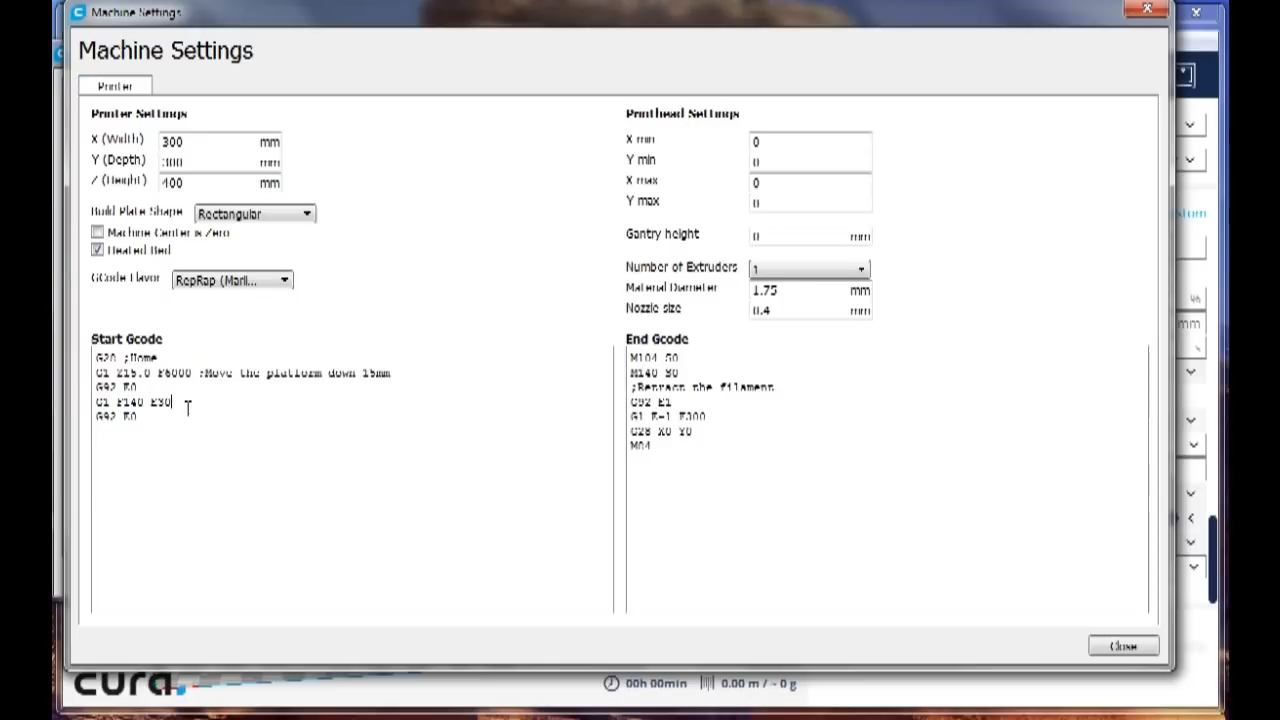 Machine Settings
Machine Settings
Printer
Printer Settings
X (Width) 300 mm
Y (Depth) 300 mm
Z (Height) 400 mm
Build Plate Shape Rectangular
Machine Center is Zero
Heated Bed
GCode Flavor RepRap (Marli...
Printhead Settings
X min 0
Y min 0
X max 0
Y max 0
Gantry height 0 mm
Number of Extruders 1
Material Diameter 1.75 mm
Nozzle size 0.4 mm
Start Gcode
G28 ;Home
G1 Z15.0 F6000 ;Move the platform down 15mm
G92 E0
G1 F140 E30
G92 E0
End Gcode
M104 S0
M140 S0
;Retract the filament
G92 E1
G1 E-1 F300
G28 X0 Y0
M84
Close
stom
%
mm
cura.
00h 00min
0.00 m / ~ 0 g